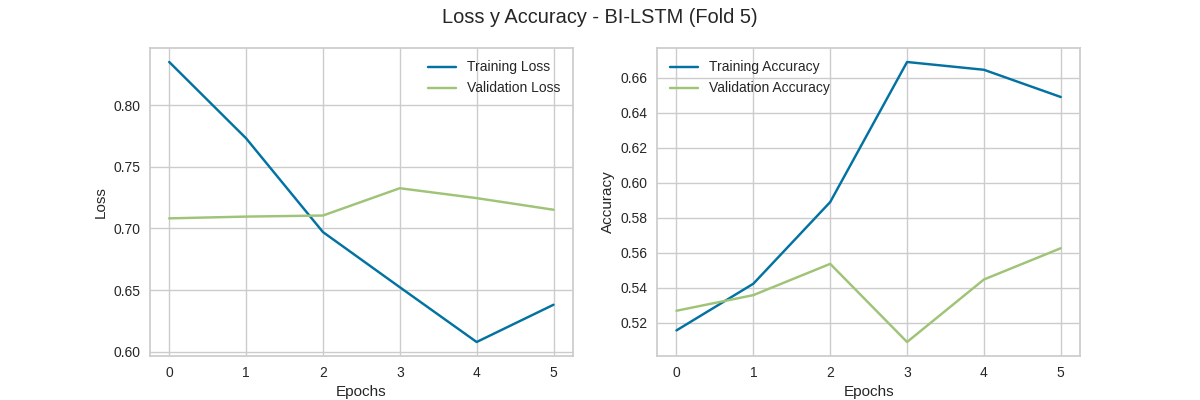 Loss y Accuracy - BI-LSTM (Fold 5)
Training Loss
Validation Loss
0.80
0.75
0.70
0.65
0.60
Loss
0 1 2 3 4 5
Epochs
Training Accuracy
Validation Accuracy
0.66
0.64
0.62
0.60
0.58
0.56
0.54
0.52
Accuracy
0 1 2 3 4 5
Epochs